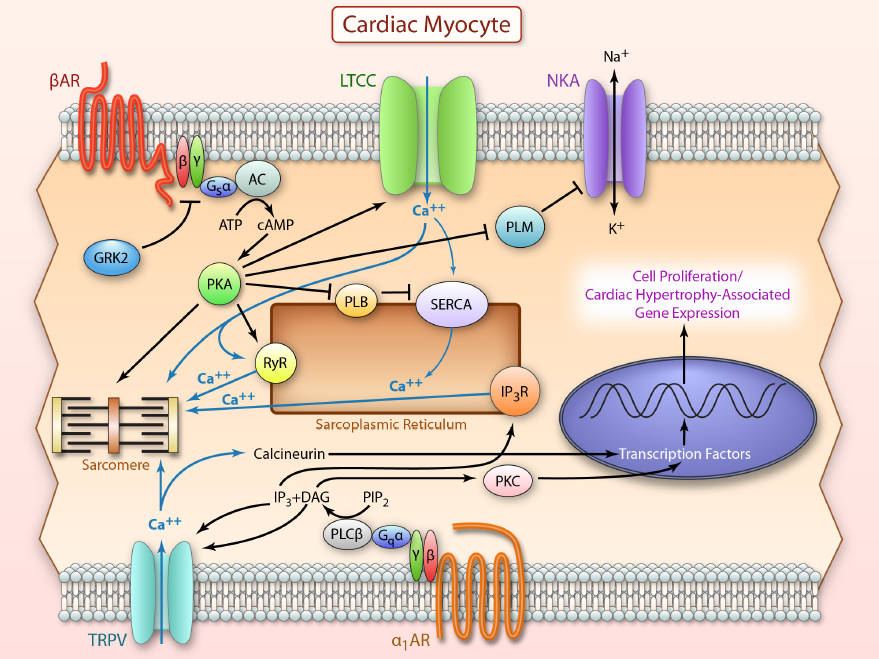 Cardiac Myocyte
Na⁺
βAR
LTCC
NKA
β
γ
Gₛα
AC
ATP
cAMP
Ca⁺⁺
PLM
K⁺
GRK2
PKA
PLB
SERCA
Cell Proliferation/
Cardiac Hypertrophy-Associated
Gene Expression
RyR
Ca⁺⁺
Ca⁺⁺
Ca⁺⁺
IP₃R
Sarcoplasmic Reticulum
Sarcomere
Calcineurin
Transcription Factors
PKC
IP₃+DAG
PIP₂
Ca⁺⁺
PLCβ
Gqα
γ
β
TRPV
α₁AR